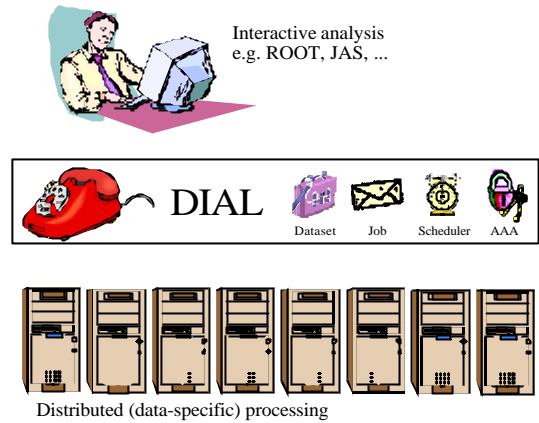 Interactive analysis
e.g. ROOT, JAS, ...
DIAL
Dataset
Job
Scheduler
AAA
Distributed (data-specific) processing